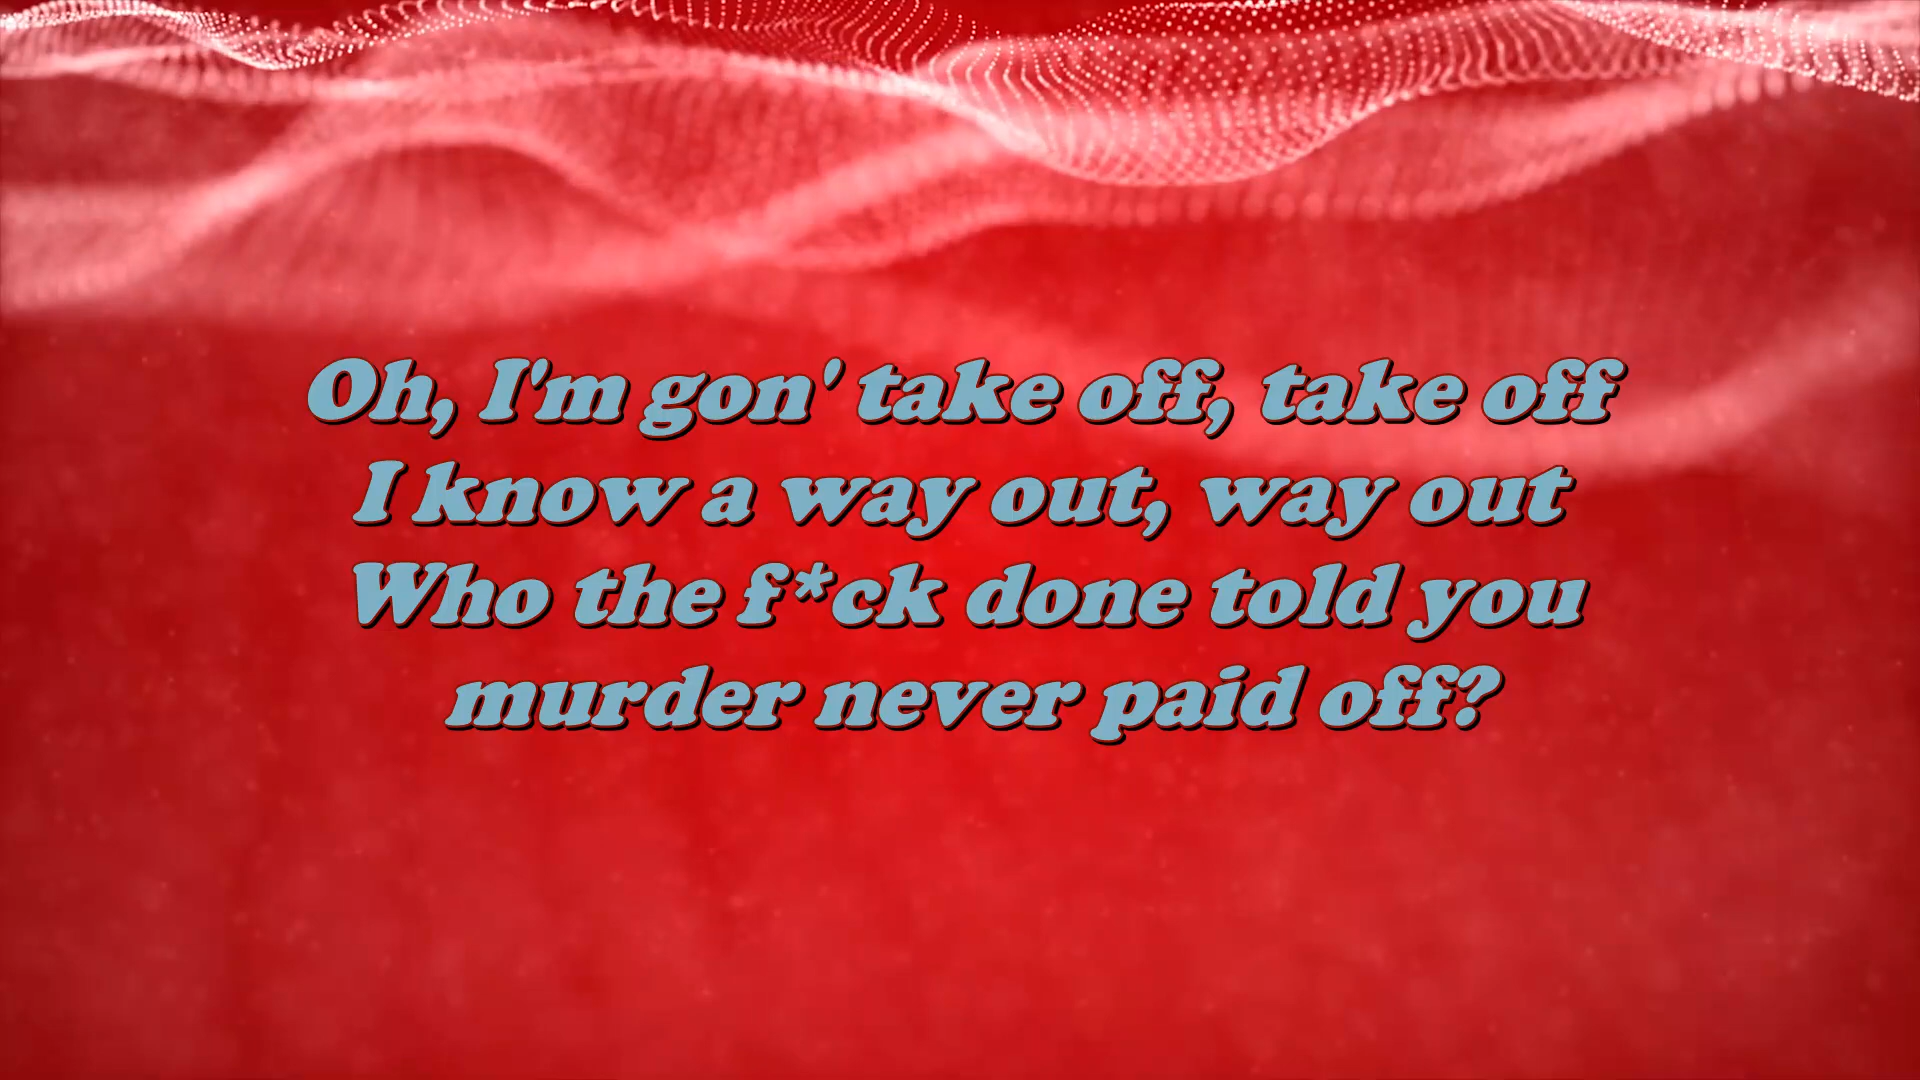 Oh, I'm gon' take off, take off
I know a way out, way out
Who the f*ck done told you
murder never paid off?